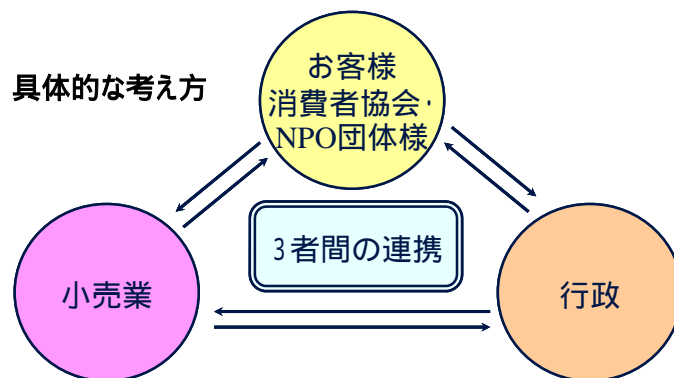 具体的な考え方
お客様
消費者協会・
NPO団体様
3者間の連携
小売業
行政